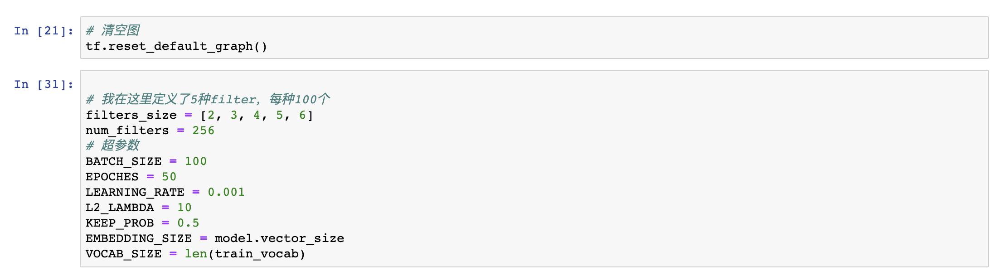 In [21]:
# 清空图
tf.reset_default_graph()
In [31]:
# 我在这里定义了5种filter，每种100个
filters_size = [2, 3, 4, 5, 6]
num_filters = 256
# 超参数
BATCH_SIZE = 100
EPOCHES = 50
LEARNING_RATE = 0.001
L2_LAMBDA = 10
KEEP_PROB = 0.5
EMBEDDING_SIZE = model.vector_size
VOCAB_SIZE = len(train_vocab)